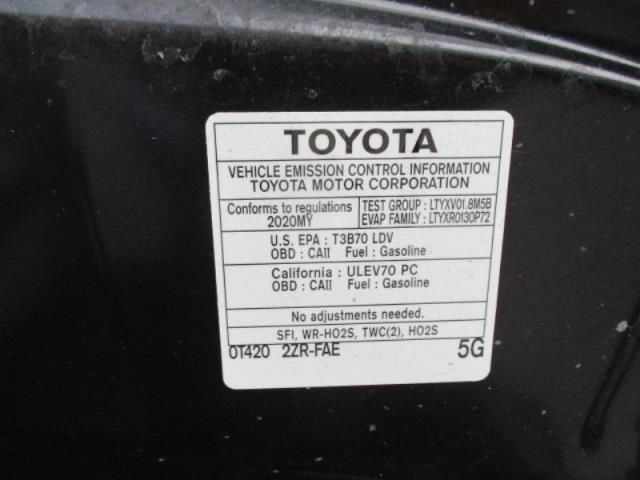 TOYOTA
VEHICLE EMISSION CONTROL INFORMATION
TOYOTA MOTOR CORPORATION
Conforms to regulations
2020MY
TEST GROUP : LTYXV01.8M5B
EVAP FAMILY : LTYXR0130P72
U.S. EPA : T3B70 LDV
OBD : CAII Fuel : Gasoline
California : ULEV70 PC
OBD : CAII Fuel : Gasoline
No adjustments needed.
SFI, WR-HO2S, TWC(2), HO2S
0T420 2ZR-FAE 5G